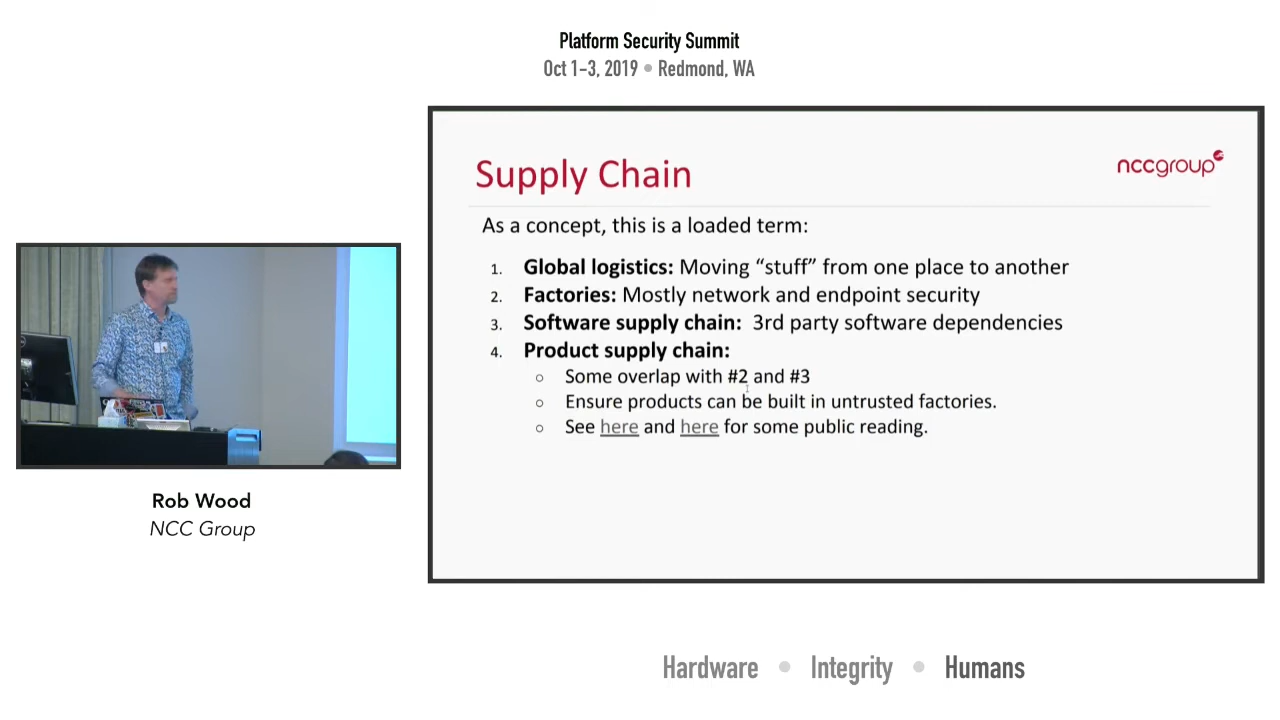 Platform Security Summit
Oct 1-3, 2019 • Redmond, WA
nccgroup
Supply Chain
As a concept, this is a loaded term:
1. Global logistics: Moving “stuff” from one place to another
2. Factories: Mostly network and endpoint security
3. Software supply chain: 3rd party software dependencies
4. Product supply chain:
○ Some overlap with #2 and #3
○ Ensure products can be built in untrusted factories.
○ See here and here for some public reading.
Rob Wood
NCC Group
Hardware • Integrity • Humans